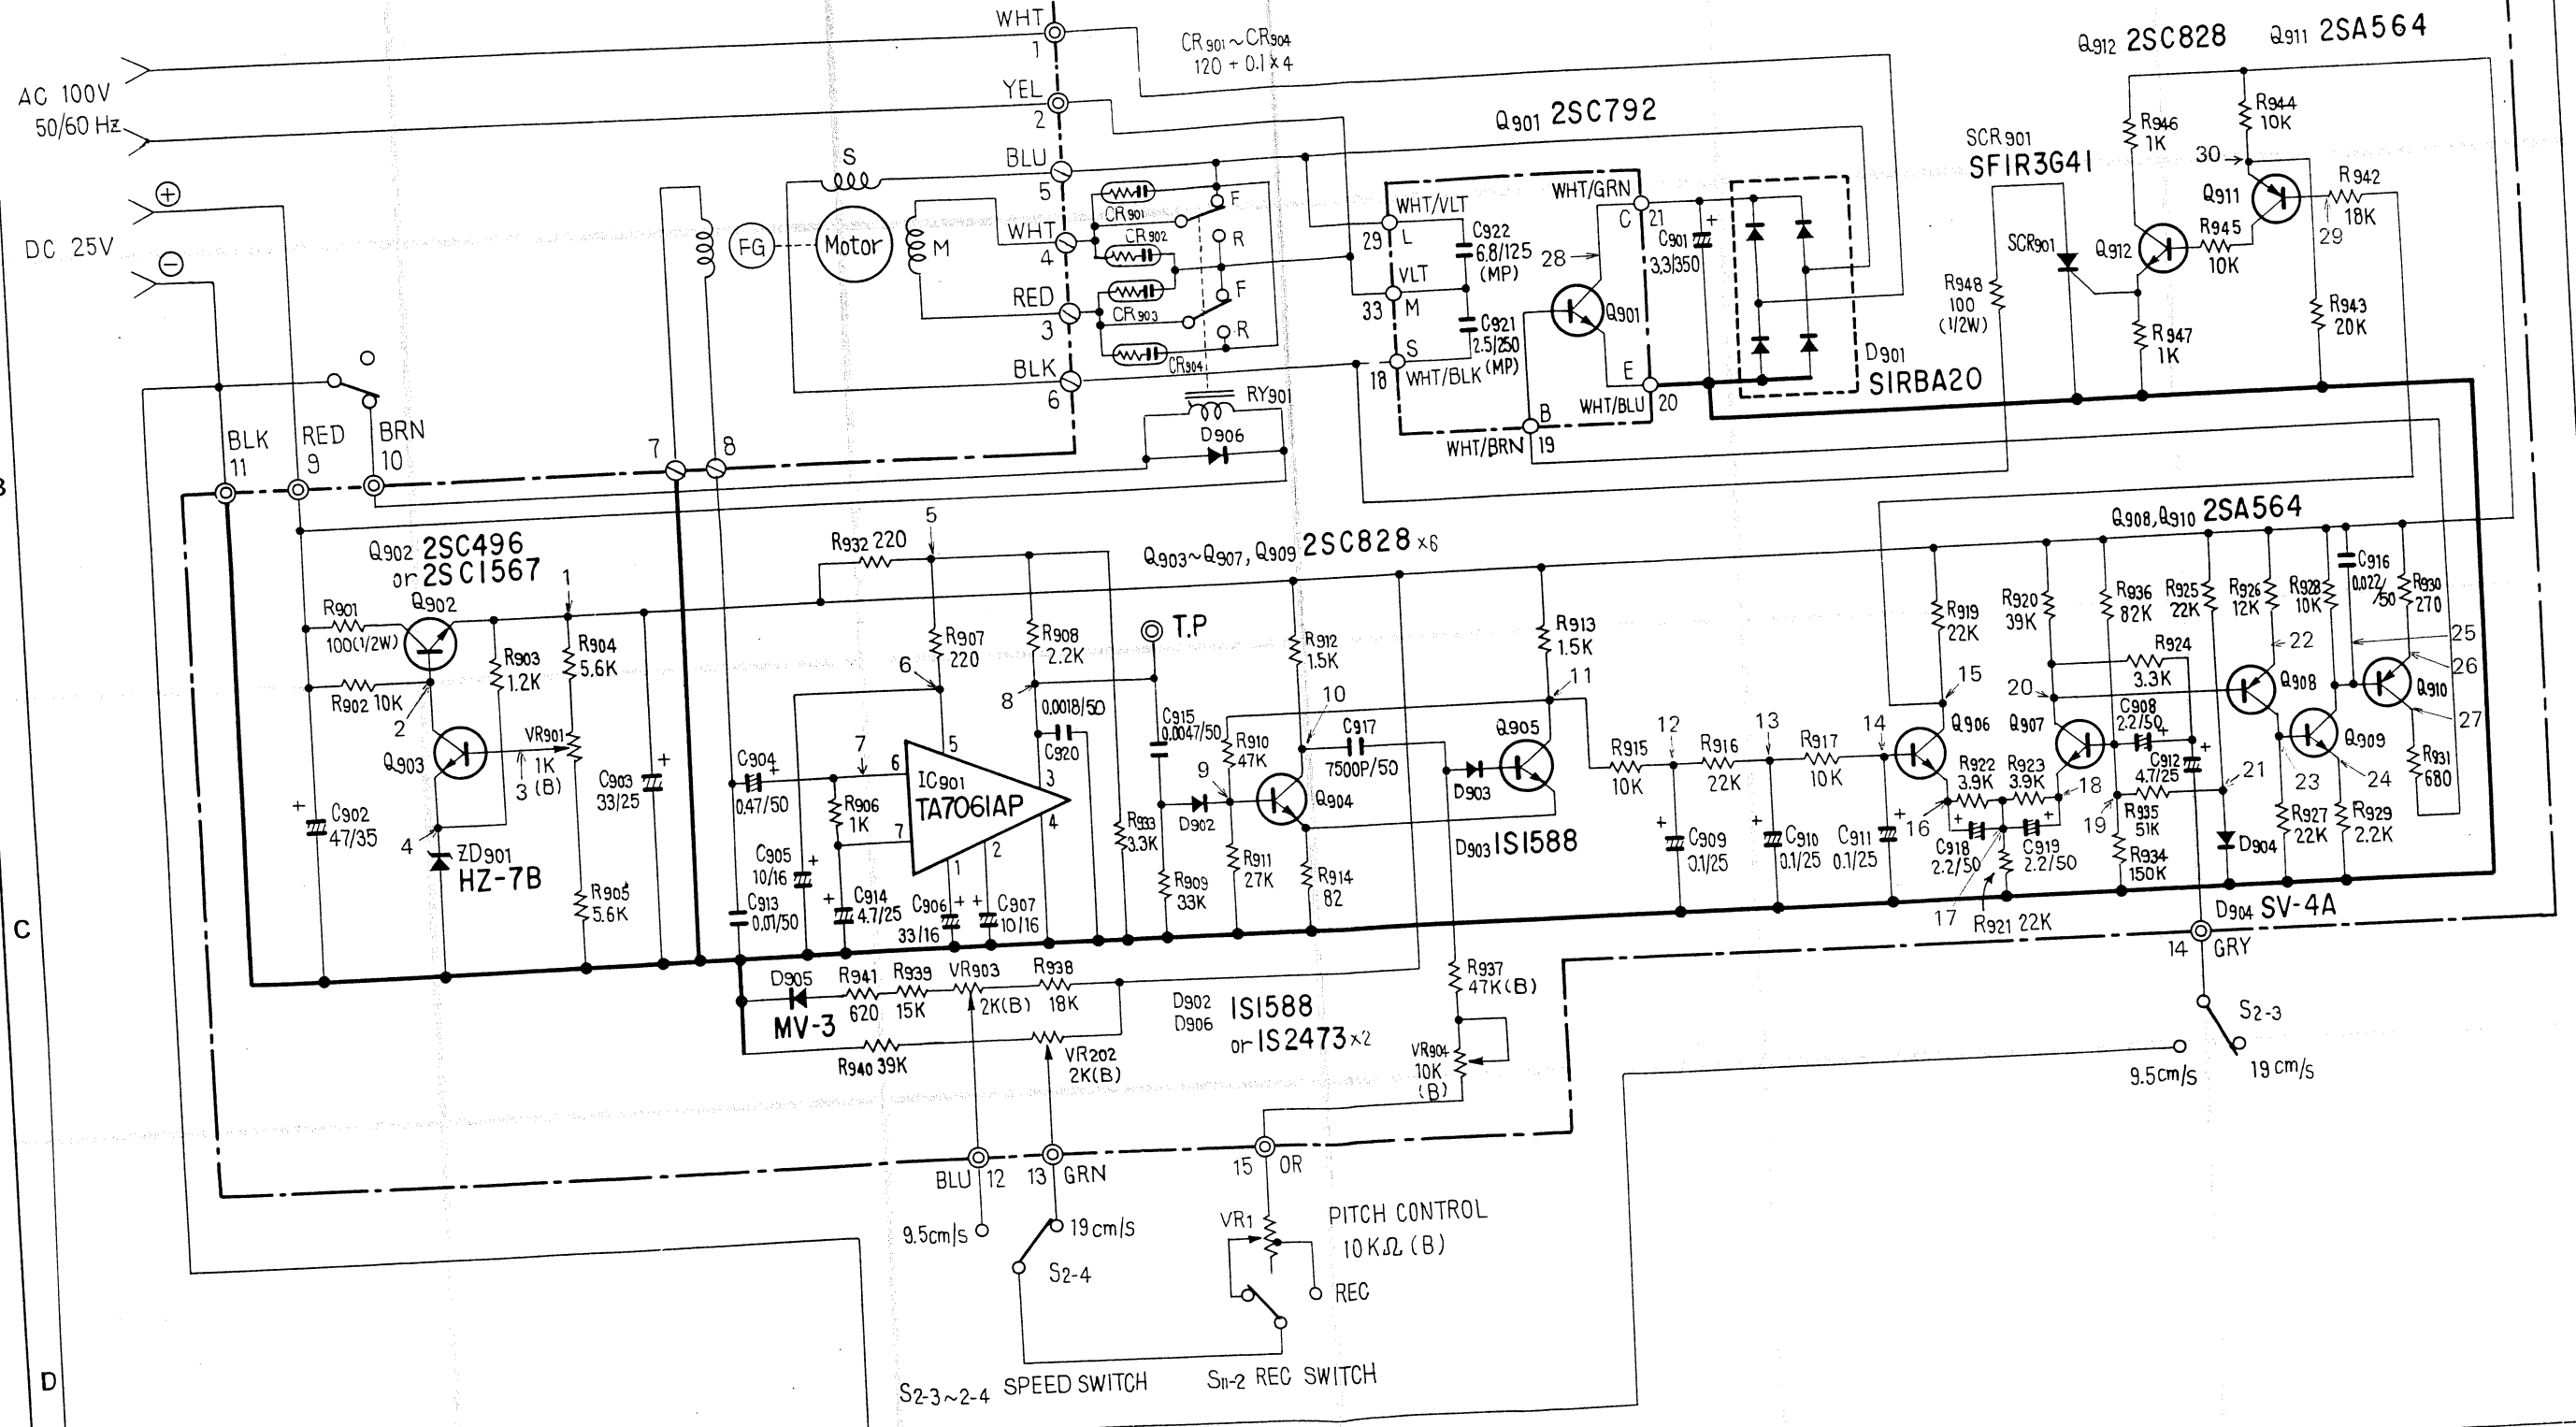 WHT
1
CR901~CR904
120 + 0.1 x 4
Q912 2SC828
Q911 2SA564
AC 100V
50/60 Hz
YEL
2
Q901 2SC792
R944
10K
R946
1K
SCR901
SFIR3G41
30
R942
18K
Q911
29
BLU
5
S
⊕
DC 25V
⊖
FG
Motor
M
WHT
4
RED
3
BLK
6
CR901
CR902
CR903
CR904
F
R
F
R
RY901
D906
WHT/VLT
29
L
VLT
33
M
S
18
WHT/BLK
C922
6.8/125
(MP)
C921
2.5/250
(MP)
WHT/GRN
C
21
28
Q901
E
WHT/BLU
20
B
WHT/BRN
19
C901
3.3/350
+
D901
SIRBA20
SCR901
R948
100
(1/2W)
Q912
R945
10K
R947
1K
R943
20K
BLK
11
RED
9
BRN
10
7
8
Q902 2SC496
or 2SC1567
1
Q902
R901
100(1/2W)
R902 10K
2
R903
1.2K
R904
5.6K
VR901
1K
(B)
3
Q903
4
ZD901
HZ-7B
+
C902
47/35
C903
33/25
+
R905
5.6K
R932 220
5
R907
220
6
R908
2.2K
8
T.P
0.0018/50
C920
C904
+
0.47/50
7
6
5
IC901
TA7061AP
3
4
7
1
2
R906
1K
C905
10/16
+
C914
4.7/25
+
C913
0.01/50
C906
33/16
+
+
C907
10/16
R933
3.3K
C915
0.0047/50
D902
R909
33K
9
R910
47K
R911
27K
Q903~Q907, Q909 2SC828 x6
R912
1.5K
10
Q904
R914
82
C917
7500P/50
D903
Q905
D903 IS1588
R913
1.5K
11
R915
10K
12
R916
22K
13
R917
10K
14
C909
0.1/25
+
C910
0.1/25
+
C911
0.1/25
+
Q908, Q910 2SA564
R919
22K
15
Q906
16
R922
3.9K
R923
3.9K
C918
2.2/50
+
C919
2.2/50
+
17
R921 22K
18
R920
39K
20
Q907
R936
82K
R924
3.3K
C908
2.2/50
+
C912
4.7/25
+
19
R935
51K
R934
150K
R925
22K
21
D904
D904 SV-4A
R926
12K
22
Q908
23
R927
22K
R928
10K
Q909
24
R929
2.2K
C916
0.022
/50
R930
270
25
26
Q910
27
R931
680
D905
MV-3
R941
620
R939
15K
VR903
2K(B)
R938
18K
R940 39K
VR202
2K(B)
D902
D906
IS1588
or IS2473 x2
R937
47K(B)
VR904
10K
(B)
14
GRY
S2-3
9.5cm/s
19 cm/s
BLU 12
13 GRN
15
OR
9.5cm/s
19 cm/s
S2-4
VR1
PITCH CONTROL
10KΩ (B)
REC
S2-3~2-4 SPEED SWITCH
S11-2 REC SWITCH
C
D